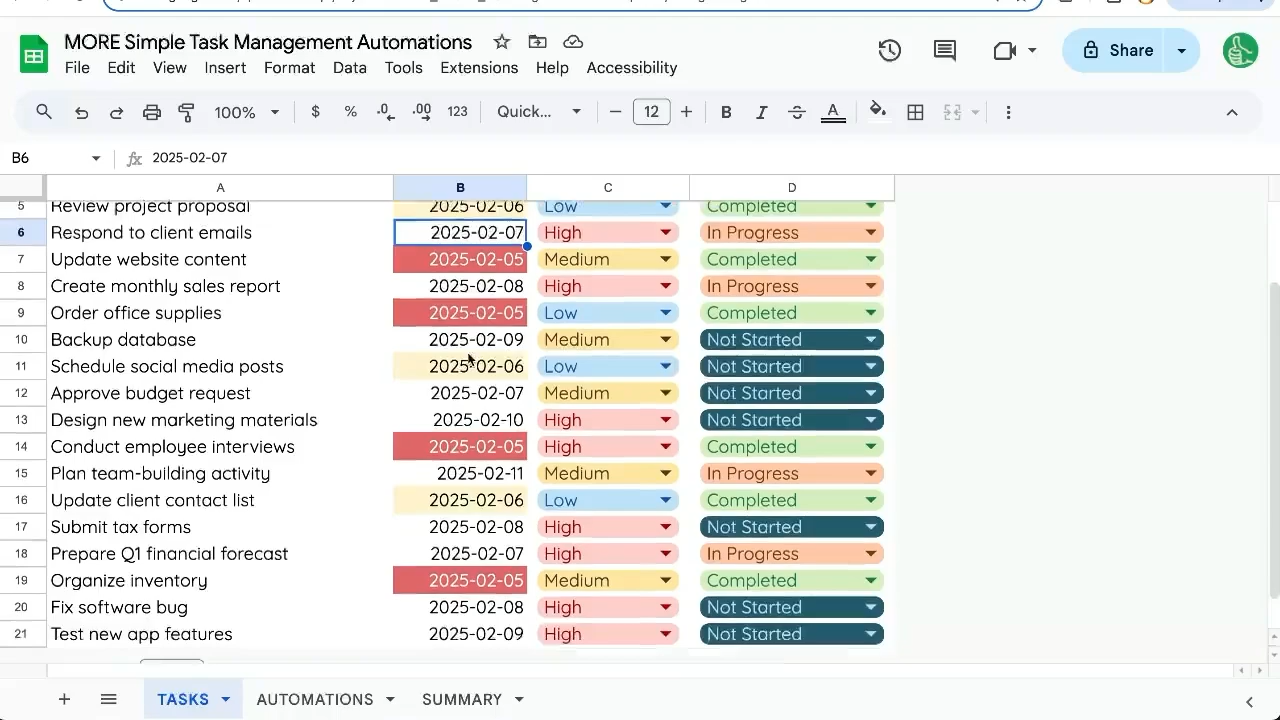 MORE Simple Task Management Automations
File Edit View Insert Format Data Tools Extensions Help Accessibility
Share
100% $ % .0 .00 123 Quick... 12 B I A
B6 fx 2025-02-07
A B C D
5 Review project proposal 2025-02-06 Low Completed
6 Respond to client emails 2025-02-07 High In Progress
7 Update website content 2025-02-05 Medium Completed
8 Create monthly sales report 2025-02-08 High In Progress
9 Order office supplies 2025-02-05 Low Completed
10 Backup database 2025-02-09 Medium Not Started
11 Schedule social media posts 2025-02-06 Low Not Started
12 Approve budget request 2025-02-07 Medium Not Started
13 Design new marketing materials 2025-02-10 High Not Started
14 Conduct employee interviews 2025-02-05 High Completed
15 Plan team-building activity 2025-02-11 Medium In Progress
16 Update client contact list 2025-02-06 Low Completed
17 Submit tax forms 2025-02-08 High Not Started
18 Prepare Q1 financial forecast 2025-02-07 High In Progress
19 Organize inventory 2025-02-05 Medium Completed
20 Fix software bug 2025-02-08 High Not Started
21 Test new app features 2025-02-09 High Not Started
TASKS AUTOMATIONS SUMMARY